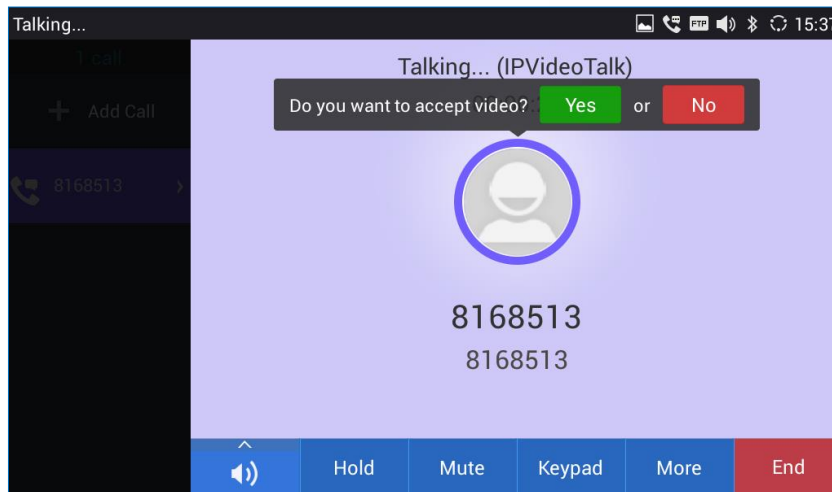 Talking...
FTP 15:37
1 call
Add Call
8168513
Talking... (IPVideoTalk)
Do you want to accept video? Yes or No
8168513
8168513
Hold Mute Keypad More End